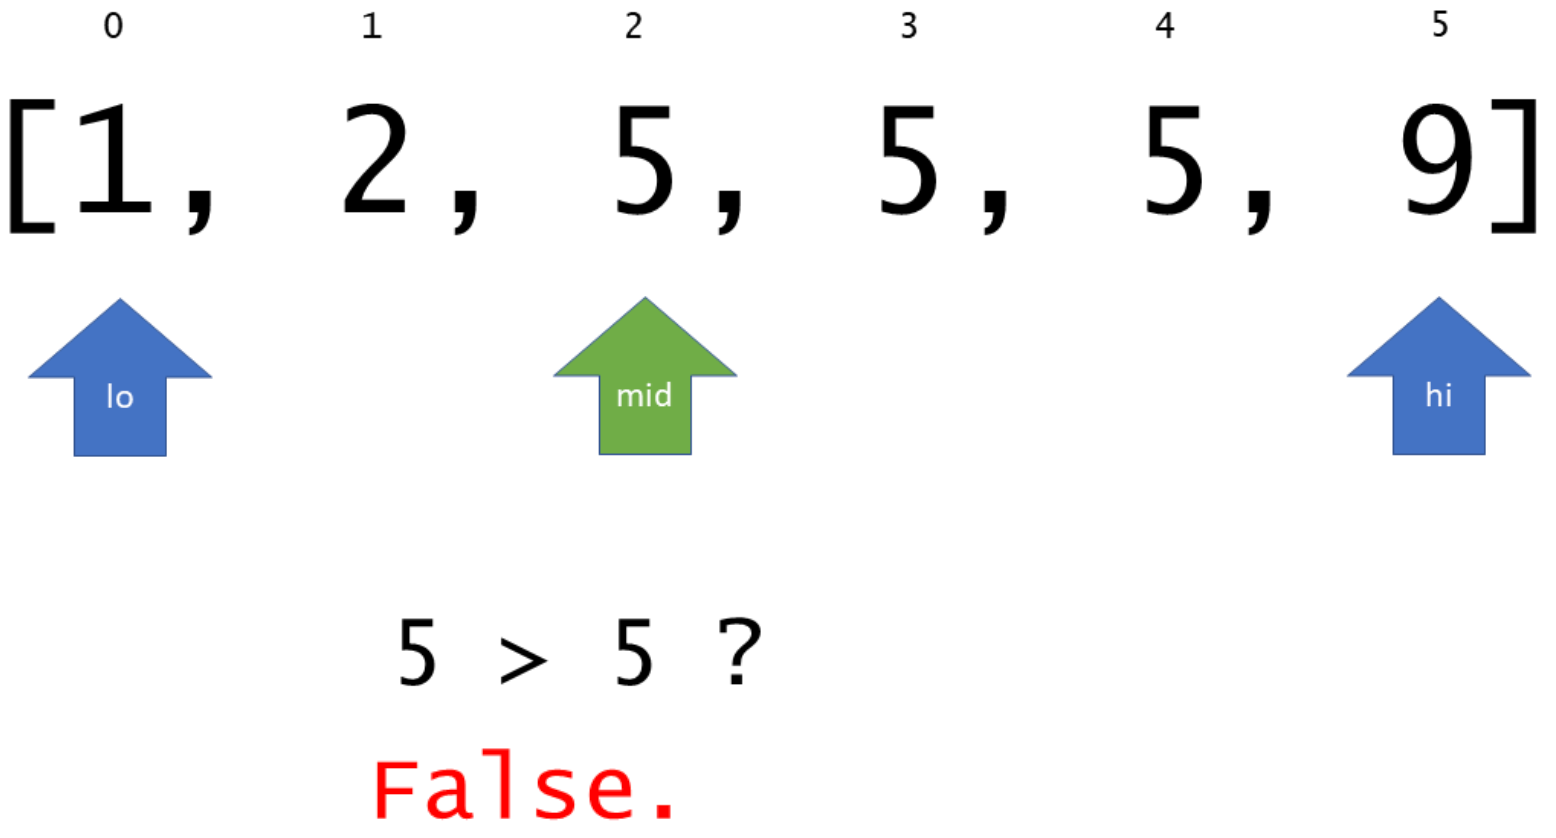 0 1 2 3 4 5
[1, 2, 5, 5, 5, 9]
lo mid hi
5 > 5 ?
False.